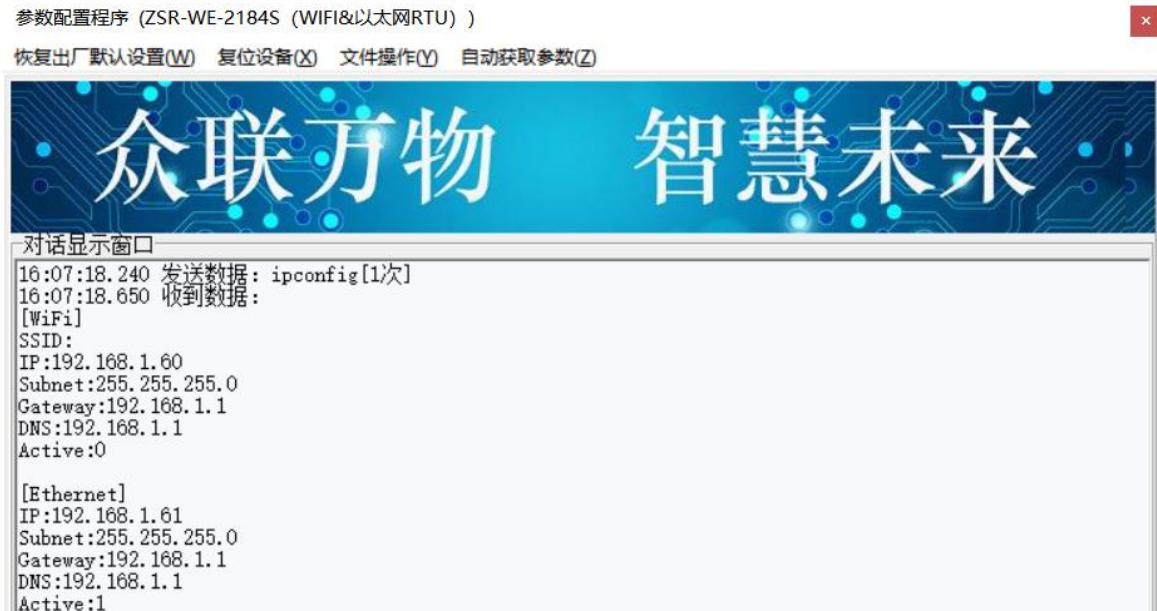 参数配置程序 (ZSR-WE-2184S（WIFI&以太网RTU）)
恢复出厂默认设置(W) 复位设备(X) 文件操作(Y) 自动获取参数(Z)
众联万物 智慧未来
对话显示窗口
16:07:18.240 发送数据: ipconfig[1次]
16:07:18.650 收到数据:
[WiFi]
SSID:
IP:192.168.1.60
Subnet:255.255.255.0
Gateway:192.168.1.1
DNS:192.168.1.1
Active:0
[Ethernet]
IP:192.168.1.61
Subnet:255.255.255.0
Gateway:192.168.1.1
DNS:192.168.1.1
Active:1